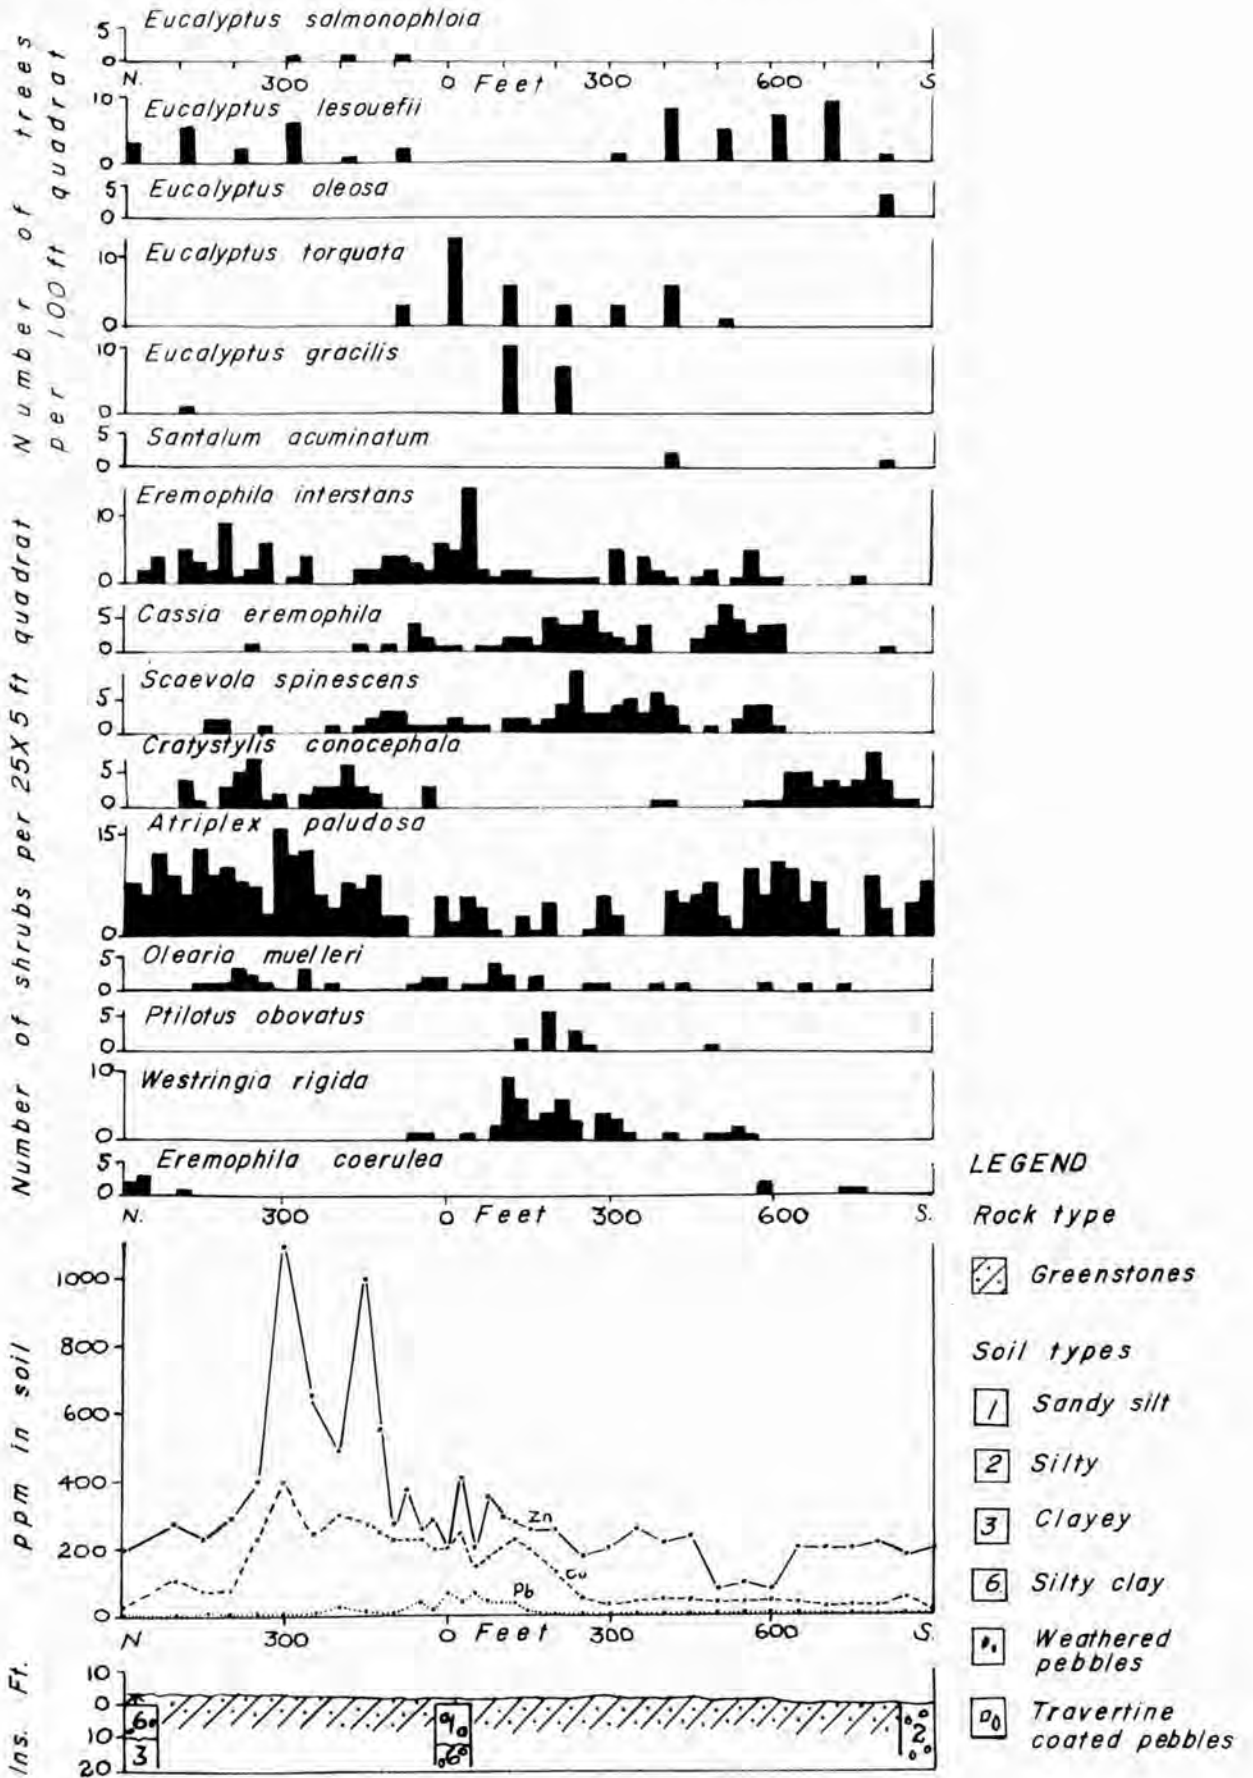 Number of trees
per 100ft quadrat
Number of shrubs per 25X5 ft quadrat
ppm in soil
Ins. Ft.
Eucalyptus salmonophloia
5
0
N. 300 0 Feet 300 600 S.
Eucalyptus lesouefii
10
0
Eucalyptus oleosa
5
0
Eucalyptus torquata
10
0
Eucalyptus gracilis
10
0
Santalum acuminatum
5
0
Eremophila interstans
10
0
Cassia eremophila
5
0
Scaevola spinescens
5
0
Cratystylis conocephala
5
0
Atriplex paludosa
15
0
Olearia muelleri
5
0
Ptilotus obovatus
5
0
Westringia rigida
10
0
Eremophila coerulea
5
0
N. 300 0 Feet 300 600 S.
1000
800
600
400
200
0
Zn
Cu
Pb
N 300 0 Feet 300 600 S.
10
0
10
20
6
3
1
6
2
LEGEND
Rock type
Greenstones
Soil types
1 Sandy silt
2 Silty
3 Clayey
6 Silty clay
Weathered
pebbles
Travertine
coated pebbles